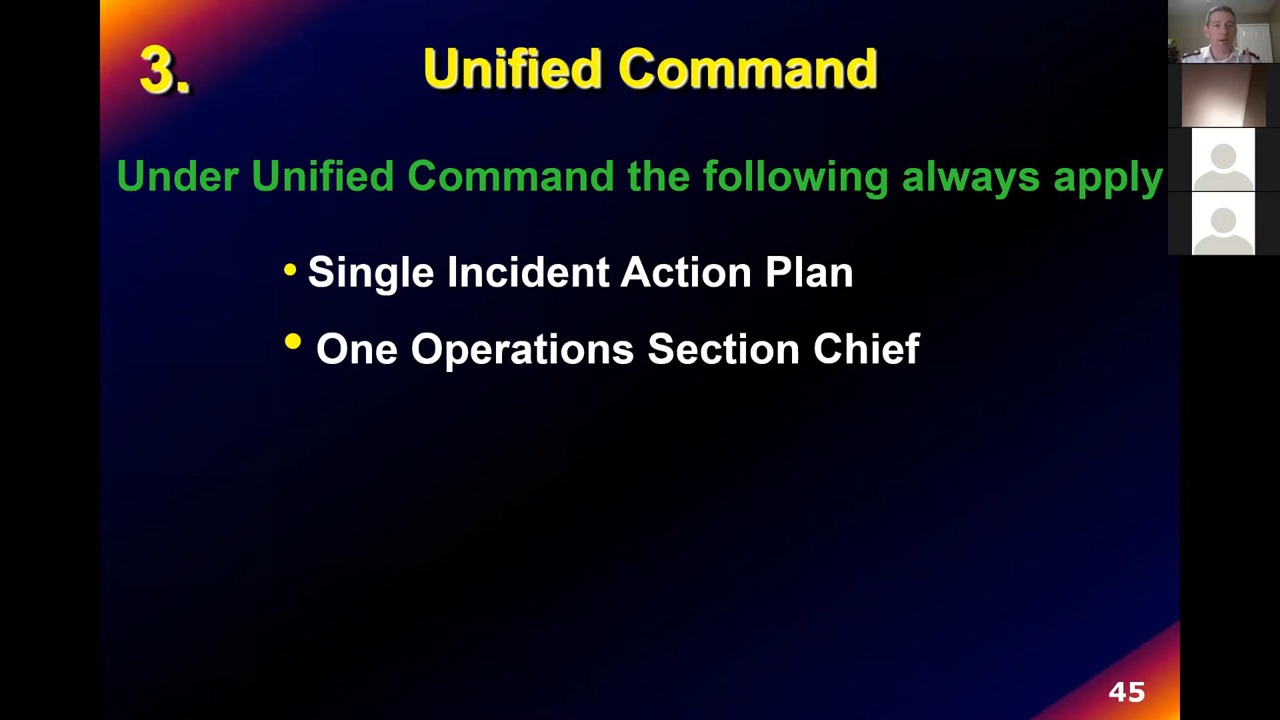 3. Unified Command
Under Unified Command the following always apply
• Single Incident Action Plan
• One Operations Section Chief
45